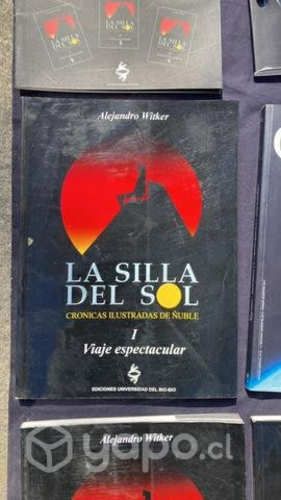 Alejandro Witker
LA SILLA
DEL SOL
CRONICAS ILUSTRADAS DE ÑUBLE
I
Viaje espectacular
EDICIONES UNIVERSIDAD DEL BIO-BIO
Alejandro Witker
yapo.cl